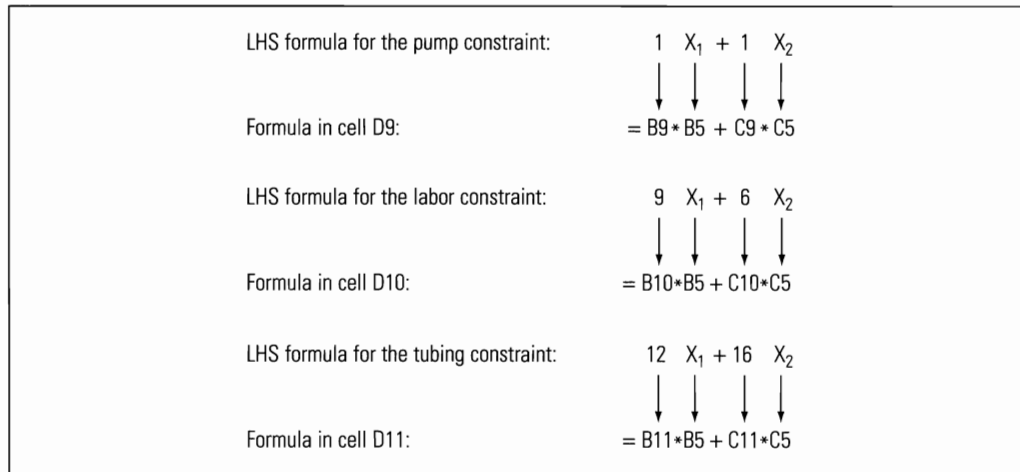 LHS formula for the pump constraint: 1 X₁ + 1 X₂
Formula in cell D9: = B9 * B5 + C9 * C5
LHS formula for the labor constraint: 9 X₁ + 6 X₂
Formula in cell D10: = B10*B5 + C10*C5
LHS formula for the tubing constraint: 12 X₁ + 16 X₂
Formula in cell D11: = B11*B5 + C11*C5